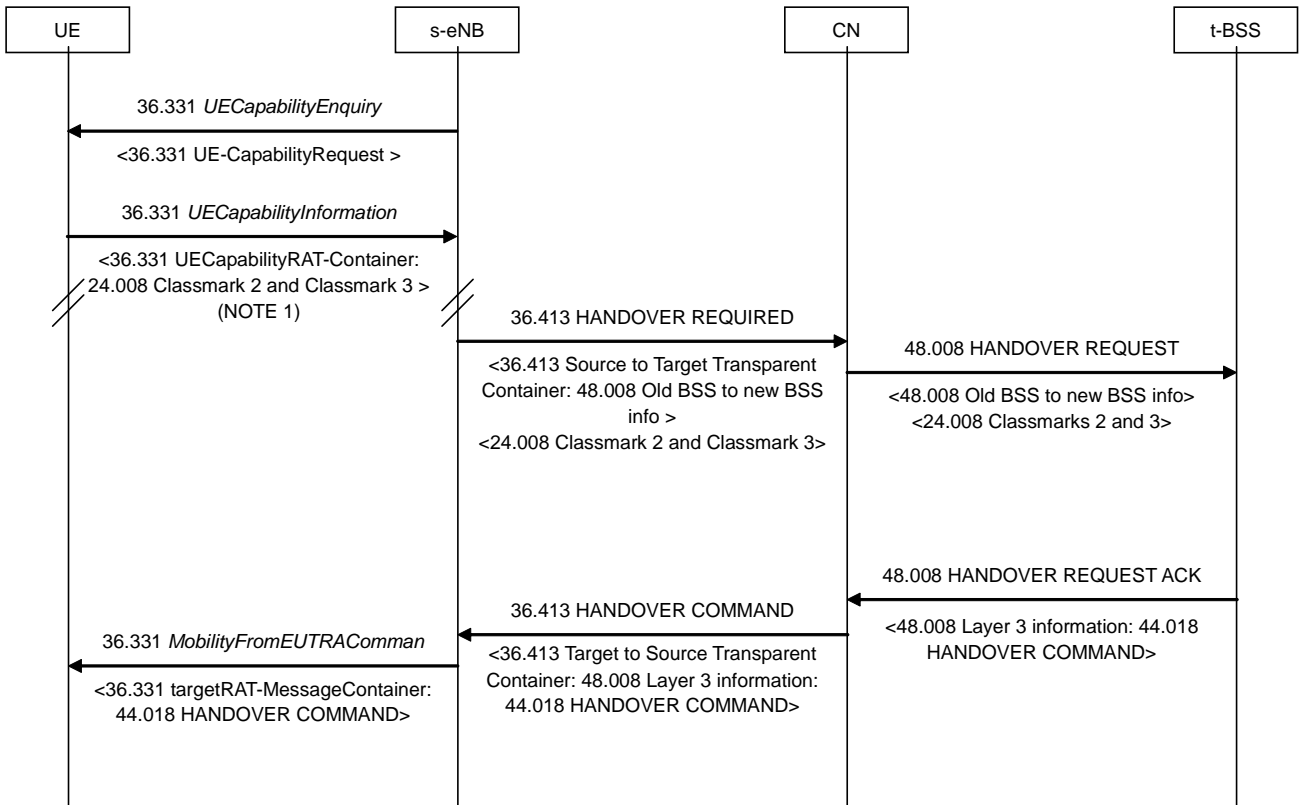 UE
s-eNB
CN
t-BSS
36.331 UECapabilityEnquiry
<36.331 UE-CapabilityRequest >
36.331 UECapabilityInformation
<36.331 UECapabilityRAT-Container:
24.008 Classmark 2 and Classmark 3 >
(NOTE 1)
36.413 HANDOVER REQUIRED
<36.413 Source to Target Transparent
Container: 48.008 Old BSS to new BSS
info >
<24.008 Classmark 2 and Classmark 3>
48.008 HANDOVER REQUEST
<48.008 Old BSS to new BSS info>
<24.008 Classmarks 2 and 3>
48.008 HANDOVER REQUEST ACK
<48.008 Layer 3 information: 44.018
HANDOVER COMMAND>
36.413 HANDOVER COMMAND
<36.413 Target to Source Transparent
Container: 48.008 Layer 3 information:
44.018 HANDOVER COMMAND>
36.331 MobilityFromEUTRAComman
<36.331 targetRAT-MessageContainer:
44.018 HANDOVER COMMAND>